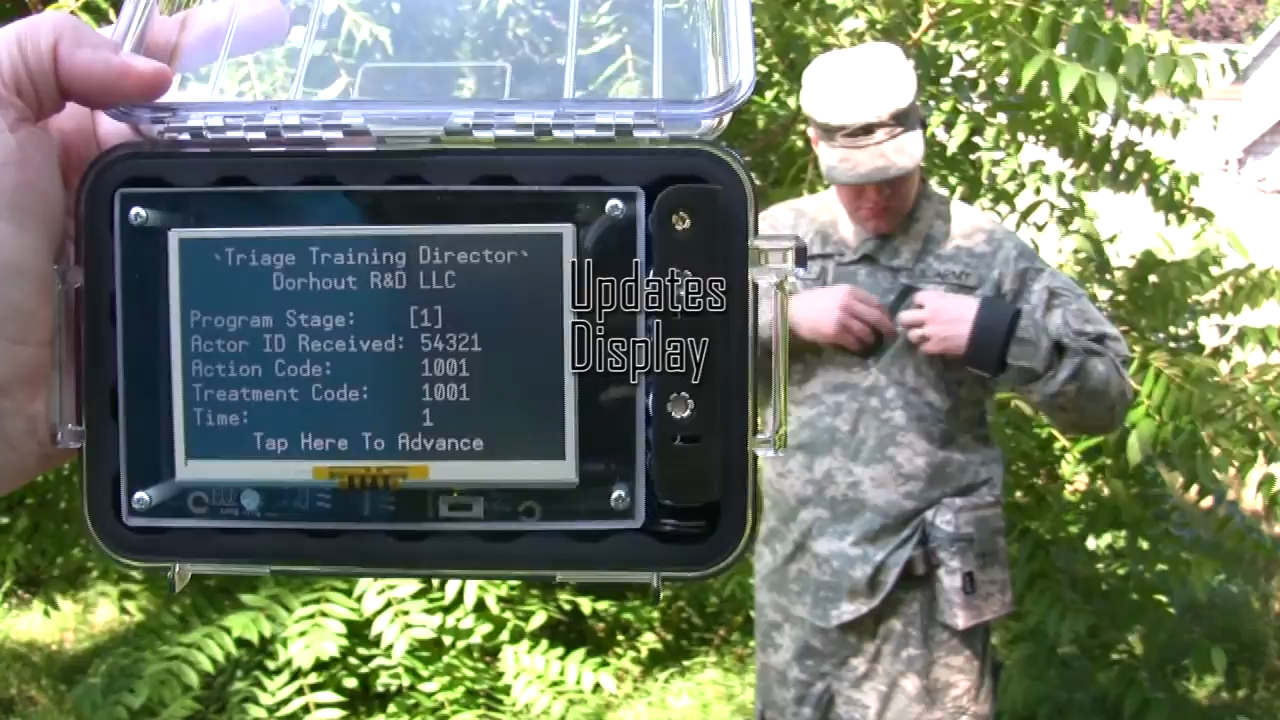 `Triage Training Director`
Dorhout R&D LLC
Program Stage: [1]
Actor ID Received: 54321
Action Code: 1001
Treatment Code: 1001
Time: 1
Tap Here To Advance
Updates
Display
ARMY